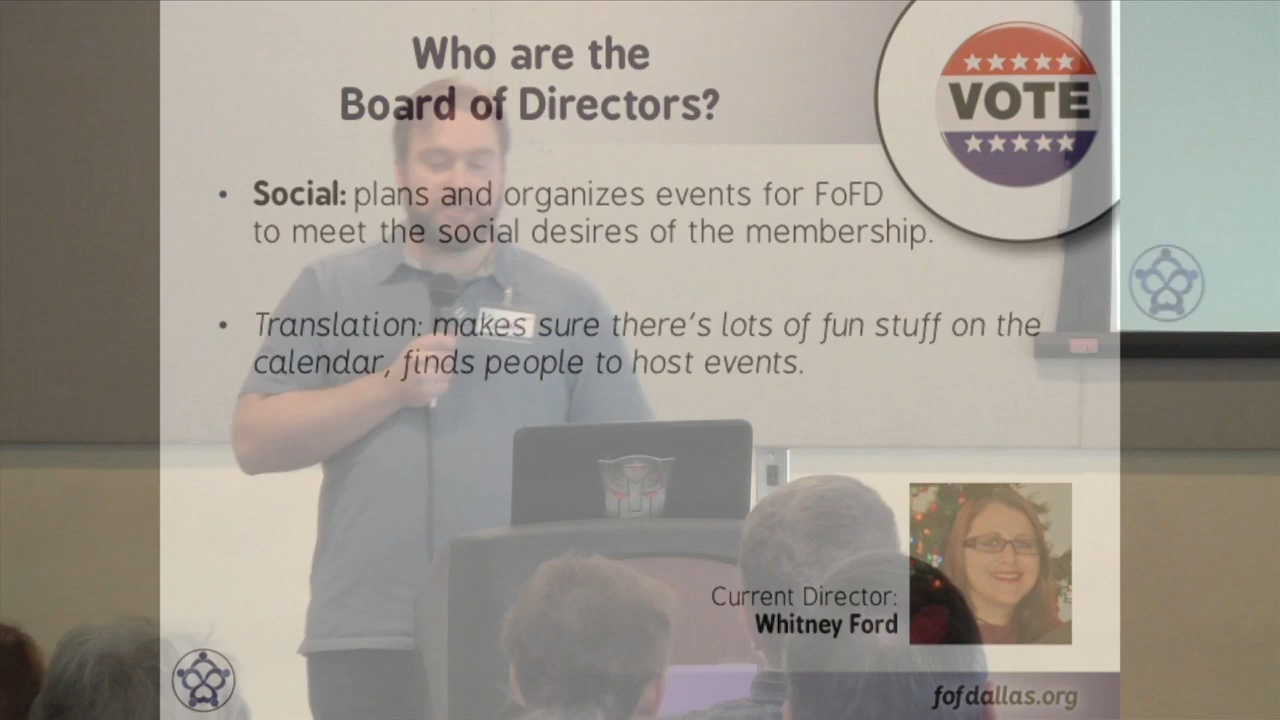 Who are the
Board of Directors?
VOTE
• Social: plans and organizes events for FoFD
to meet the social desires of the membership.
• Translation: makes sure there's lots of fun stuff on the
calendar, finds people to host events.
Current Director:
Whitney Ford
fofdallas.org